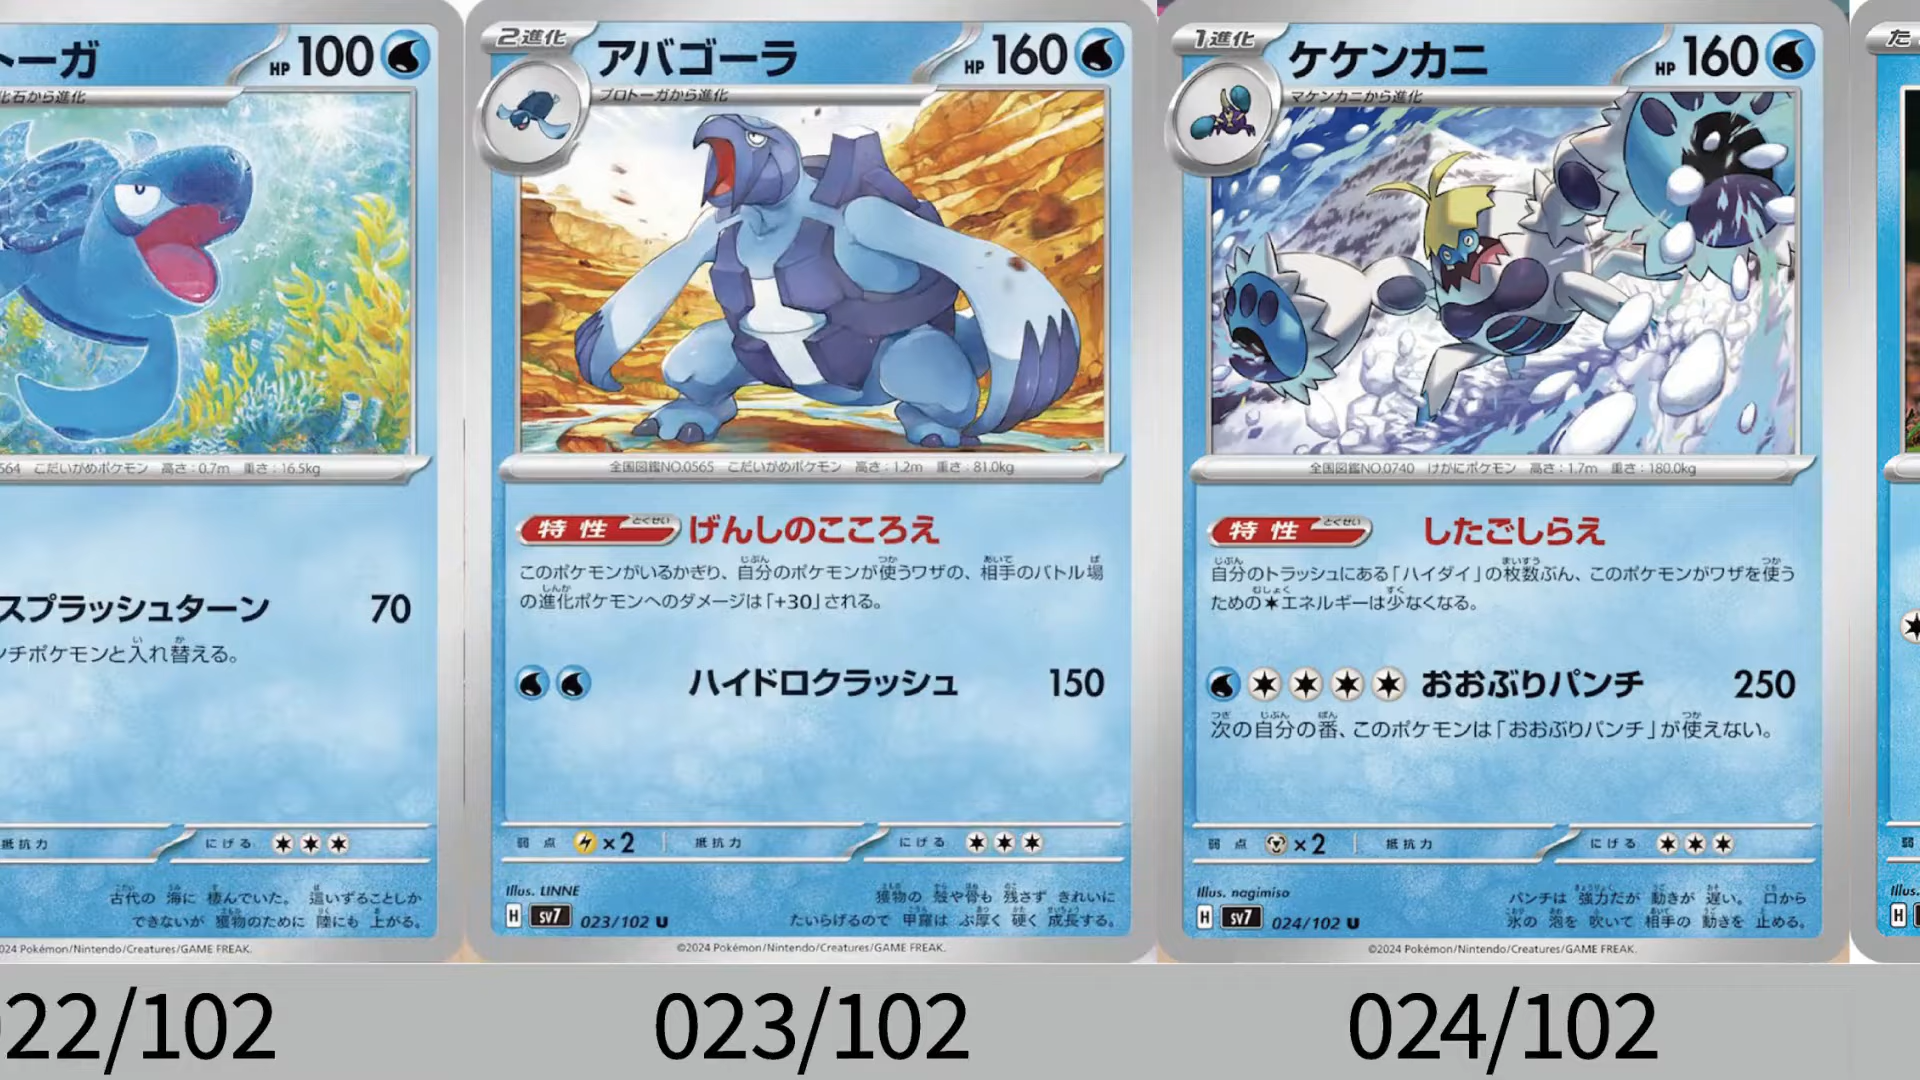 トーガ HP 100
化石から進化
564 こだいがめポケモン 高さ:0.7m 重さ:16.5kg
スプラッシュターン 70
ンチポケモンと入れ替える。
抵抗力 にげる
古代の 海に 棲んでいた。 這いずることしか
できないが 獲物のために 陸にも 上がる。
024 Pokémon/Nintendo/Creatures/GAME FREAK.
022/102
2進化 アバゴーラ HP 160
プロトーガから進化
全国図鑑NO.0565 こだいがめポケモン 高さ:1.2m 重さ:81.0kg
特性 とくせい げんしのこころえ
このポケモンがいるかぎり、自分のポケモンが使うワザの、相手のバトル場
の進化ポケモンへのダメージは「+30」される。
ハイドロクラッシュ 150
弱点 ×2 抵抗力 にげる
Illus. LINNE
獲物の 殻や骨も 残さず きれいに
たいらげるので 甲羅は ぶ厚く 硬く 成長する。
H sv7 023/102 U
©2024 Pokémon/Nintendo/Creatures/GAME FREAK.
023/102
1進化 ケケンカニ HP 160
マケンカニから進化
全国図鑑NO.0740 けがにポケモン 高さ:1.7m 重さ:180.0kg
特性 とくせい したごしらえ
自分のトラッシュにある「ハイダイ」の枚数ぶん、このポケモンがワザを使う
ための★エネルギーは少なくなる。
おおぶりパンチ 250
次の自分の番、このポケモンは「おおぶりパンチ」が使えない。
弱点 ×2 抵抗力 にげる
Illus. nagimiso
パンチは 強力だが 動きが 遅い。 口から
氷の 泡を 吹いて 相手の 動きを 止める。
H sv7 024/102 U
©2024 Pokémon/Nintendo/Creatures/GAME FREAK.
024/102
た
弱
Illus.
H